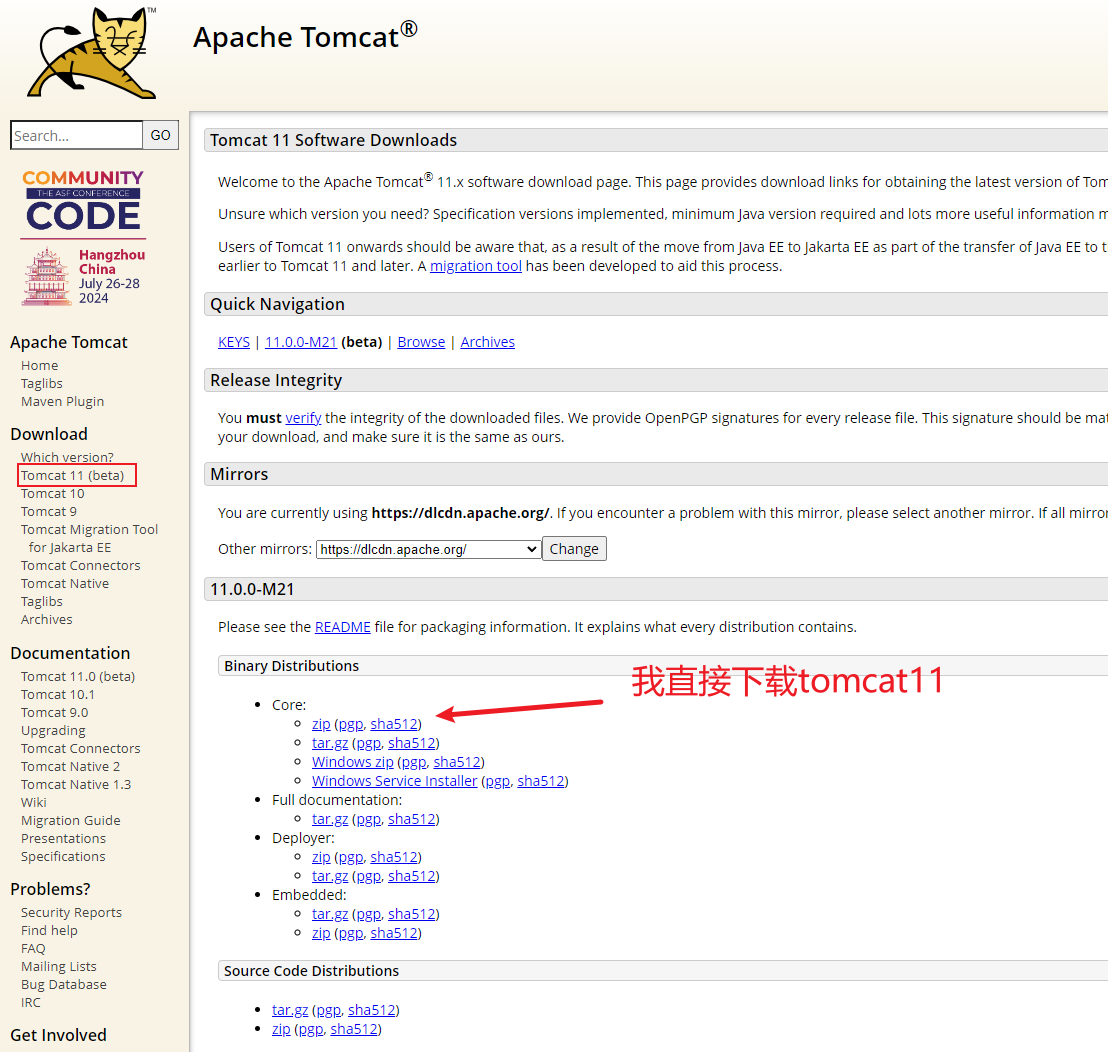 TM
Apache Tomcat®
Search...
GO
COMMUNITY
THE ASF CONFERENCE
CODE
Hangzhou
China
July 26-28
2024
Apache Tomcat
Home
Taglibs
Maven Plugin
Download
Which version?
Tomcat 11 (beta)
Tomcat 10
Tomcat 9
Tomcat Migration Tool
for Jakarta EE
Tomcat Connectors
Tomcat Native
Taglibs
Archives
Documentation
Tomcat 11.0 (beta)
Tomcat 10.1
Tomcat 9.0
Upgrading
Tomcat Connectors
Tomcat Native 2
Tomcat Native 1.3
Wiki
Migration Guide
Presentations
Specifications
Problems?
Security Reports
Find help
FAQ
Mailing Lists
Bug Database
IRC
Get Involved
Tomcat 11 Software Downloads
Welcome to the Apache Tomcat® 11.x software download page. This page provides download links for obtaining the latest version of Tom
Unsure which version you need? Specification versions implemented, minimum Java version required and lots more useful information m
Users of Tomcat 11 onwards should be aware that, as a result of the move from Java EE to Jakarta EE as part of the transfer of Java EE to t
earlier to Tomcat 11 and later. A migration tool has been developed to aid this process.
Quick Navigation
KEYS | 11.0.0-M21 (beta) | Browse | Archives
Release Integrity
You must verify the integrity of the downloaded files. We provide OpenPGP signatures for every release file. This signature should be mat
your download, and make sure it is the same as ours.
Mirrors
You are currently using https://dlcdn.apache.org/. If you encounter a problem with this mirror, please select another mirror. If all mirror
Other mirrors: https://dlcdn.apache.org/ Change
11.0.0-M21
Please see the README file for packaging information. It explains what every distribution contains.
Binary Distributions
我直接下载tomcat11
Core:
zip (pgp, sha512)
tar.gz (pgp, sha512)
Windows zip (pgp, sha512)
Windows Service Installer (pgp, sha512)
Full documentation:
tar.gz (pgp, sha512)
Deployer:
zip (pgp, sha512)
tar.gz (pgp, sha512)
Embedded:
tar.gz (pgp, sha512)
zip (pgp, sha512)
Source Code Distributions
tar.gz (pgp, sha512)
zip (pgp, sha512)